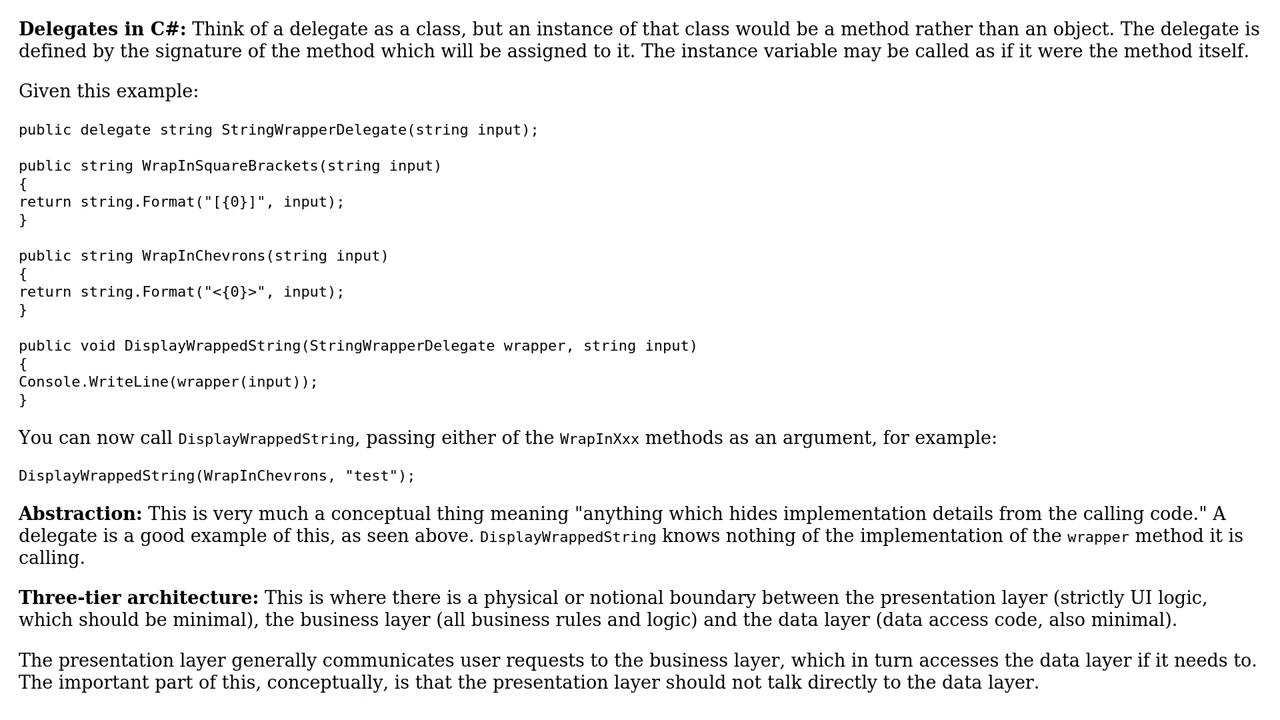 Delegates in C#: Think of a delegate as a class, but an instance of that class would be a method rather than an object. The delegate is
defined by the signature of the method which will be assigned to it. The instance variable may be called as if it were the method itself.
Given this example:
public delegate string StringWrapperDelegate(string input);
public string WrapInSquareBrackets(string input)
{
return string.Format("[{0}]", input);
}
public string WrapInChevrons(string input)
{
return string.Format("<{0}>", input);
}
public void DisplayWrappedString(StringWrapperDelegate wrapper, string input)
{
Console.WriteLine(wrapper(input));
}
You can now call DisplayWrappedString, passing either of the WrapInXxx methods as an argument, for example:
DisplayWrappedString(WrapInChevrons, "test");
Abstraction: This is very much a conceptual thing meaning "anything which hides implementation details from the calling code." A
delegate is a good example of this, as seen above. DisplayWrappedString knows nothing of the implementation of the wrapper method it is
calling.
Three-tier architecture: This is where there is a physical or notional boundary between the presentation layer (strictly UI logic,
which should be minimal), the business layer (all business rules and logic) and the data layer (data access code, also minimal).
The presentation layer generally communicates user requests to the business layer, which in turn accesses the data layer if it needs to.
The important part of this, conceptually, is that the presentation layer should not talk directly to the data layer.